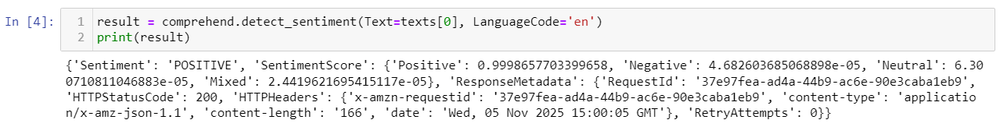 In [4]:
1 result = comprehend.detect_sentiment(Text=texts[0], LanguageCode='en')
2 print(result)
{'Sentiment': 'POSITIVE', 'SentimentScore': {'Positive': 0.9998657703399658, 'Negative': 4.682603685068898e-05, 'Neutral': 6.30
0710811046883e-05, 'Mixed': 2.4419621695415117e-05}, 'ResponseMetadata': {'RequestId': '37e97fea-ad4a-44b9-ac6e-90e3caba1eb9',
'HTTPStatusCode': 200, 'HTTPHeaders': {'x-amzn-requestid': '37e97fea-ad4a-44b9-ac6e-90e3caba1eb9', 'content-type': 'applicatio
n/x-amz-json-1.1', 'content-length': '166', 'date': 'Wed, 05 Nov 2025 15:00:05 GMT'}, 'RetryAttempts': 0}}